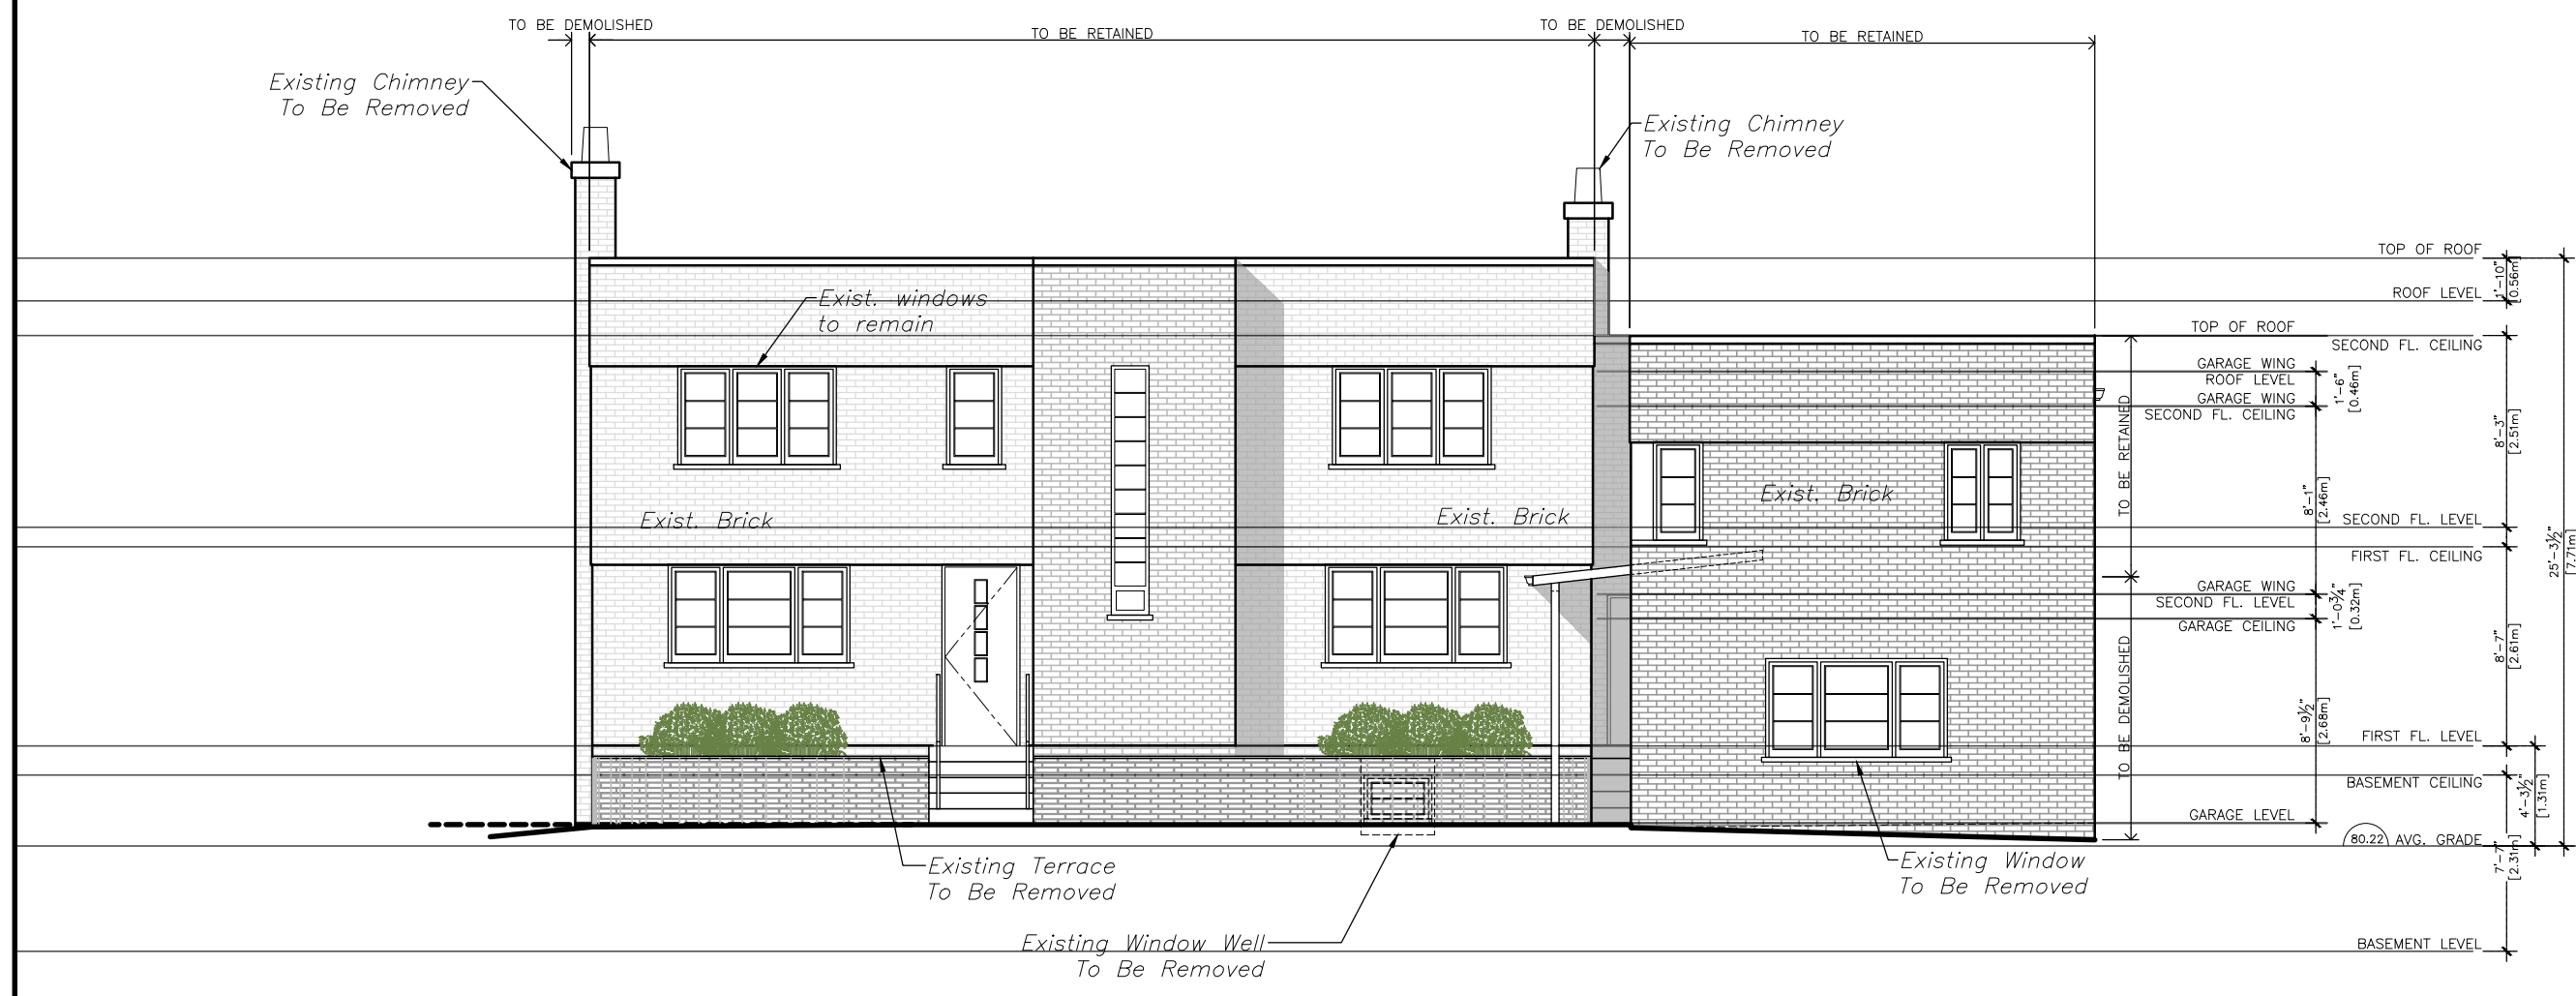 TO BE DEMOLISHED
TO BE RETAINED
TO BE DEMOLISHED
TO BE RETAINED
Existing Chimney
To Be Removed
Existing Chimney
To Be Removed
Exist. windows
to remain
Exist. Brick
Exist. Brick
Exist. Brick
Existing Terrace
To Be Removed
Existing Window Well
To Be Removed
Existing Window
To Be Removed
TO BE RETAINED
TO BE DEMOLISHED
TOP OF ROOF
ROOF LEVEL
TOP OF ROOF
SECOND FL. CEILING
GARAGE WING
ROOF LEVEL
GARAGE WING
SECOND FL. CEILING
SECOND FL. LEVEL
FIRST FL. CEILING
GARAGE WING
SECOND FL. LEVEL
GARAGE CEILING
FIRST FL. LEVEL
BASEMENT CEILING
GARAGE LEVEL
80.22 AVG. GRADE
BASEMENT LEVEL
1'-6"
[0.46m]
8'-1"
[2.46m]
1'-0¾"
[0.32m]
8'-9½"
[2.68m]
1'-10"
[0.56m]
8'-3"
[2.51m]
8'-7"
[2.61m]
7'-7"
[2.31m]
4'-3½"
[1.31m]
25'-3½"
[7.71m]